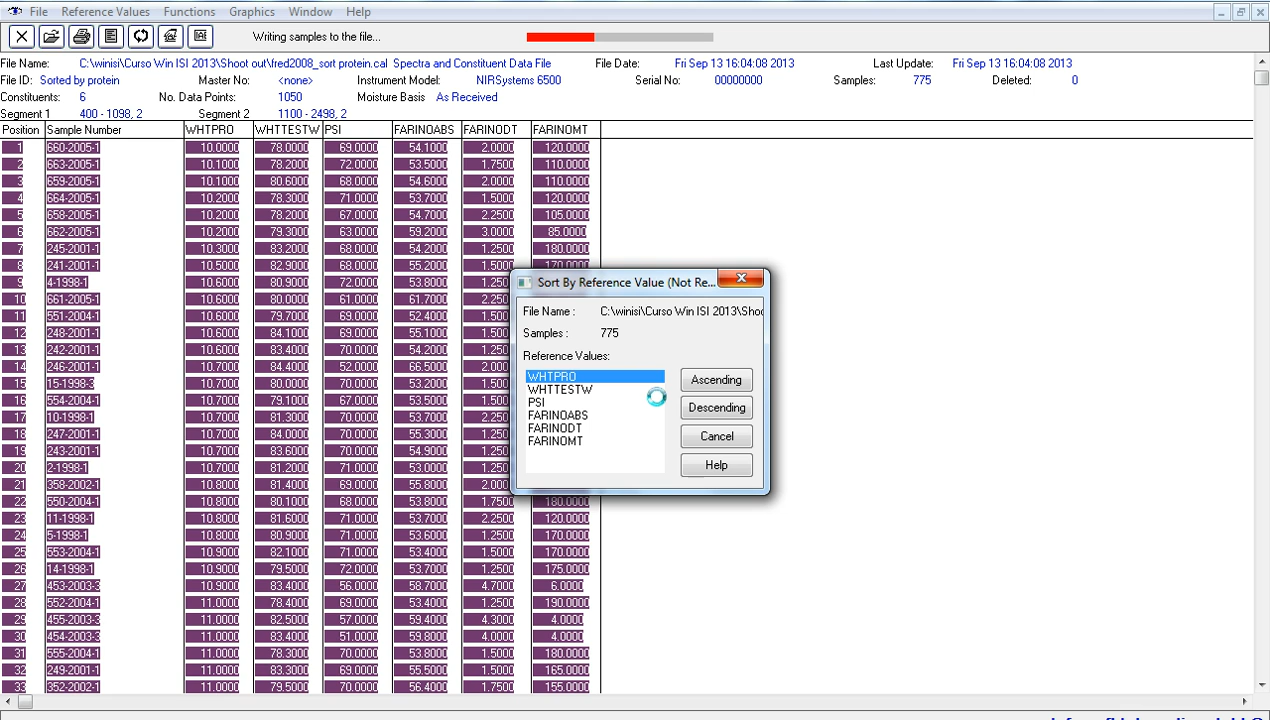 File Reference Values Functions Graphics Window Help
Writing samples to the file...
File Name: C:\winisi\Curso Win ISI 2013\Shoot out\fred2008_sort protein.cal Spectra and Constituent Data File File Date: Fri Sep 13 16:04:08 2013 Last Update: Fri Sep 13 16:04:08 2013
File ID: Sorted by protein Master No: <none> Instrument Model: NIRSystems 6500 Serial No: 00000000 Samples: 775 Deleted: 0
Constituents: 6 No. Data Points: 1050 Moisture Basis As Received
Segment 1 400 - 1098, 2 Segment 2 1100 - 2498, 2
Position Sample Number WHTPRO WHTTESTW PSI FARINOABS FARINODT FARINOMT
1 660-2005-1 10.0000 78.0000 69.0000 54.1000 2.0000 120.0000
2 663-2005-1 10.1000 78.2000 72.0000 53.5000 1.7500 110.0000
3 659-2005-1 10.1000 80.6000 68.0000 54.6000 2.0000 110.0000
4 664-2005-1 10.2000 78.3000 71.0000 53.7000 1.5000 120.0000
5 658-2005-1 10.2000 78.2000 67.0000 54.7000 2.2500 105.0000
6 662-2005-1 10.2000 79.3000 63.0000 59.2000 3.0000 85.0000
7 245-2001-1 10.3000 83.2000 68.0000 54.2000 1.2500 180.0000
8 241-2001-1 10.5000 82.9000 68.0000 55.2000 1.5000 170.0000
9 4-1998-1 10.6000 80.9000 72.0000 53.8000 1.250
10 661-2005-1 10.6000 80.0000 61.0000 61.7000 2.250
11 551-2004-1 10.6000 79.7000 69.0000 52.4000 1.500
12 248-2001-1 10.6000 84.1000 69.0000 55.1000 1.500
13 242-2001-1 10.6000 83.4000 70.0000 54.2000 1.250
14 246-2001-1 10.7000 84.4000 52.0000 66.5000 2.000
15 15-1998-3 10.7000 80.0000 70.0000 53.2000 1.500
16 554-2004-1 10.7000 79.1000 67.0000 53.5000 1.500
17 10-1998-1 10.7000 81.3000 70.0000 53.7000 2.250
18 247-2001-1 10.7000 84.0000 70.0000 55.3000 1.250
19 243-2001-1 10.7000 83.6000 70.0000 54.9000 1.250
20 2-1998-1 10.7000 81.2000 71.0000 53.0000 1.250
21 358-2002-1 10.8000 81.4000 69.0000 55.8000 2.000
22 550-2004-1 10.8000 80.1000 68.0000 53.8000 1.7500 180.0000
23 11-1998-1 10.8000 81.6000 71.0000 53.7000 2.2500 120.0000
24 5-1998-1 10.8000 80.9000 71.0000 53.6000 1.2500 170.0000
25 553-2004-1 10.9000 82.1000 71.0000 53.4000 1.5000 170.0000
26 14-1998-1 10.9000 79.5000 72.0000 53.7000 1.2500 175.0000
27 453-2003-3 10.9000 83.4000 56.0000 58.7000 4.7000 6.0000
28 552-2004-1 11.0000 78.4000 69.0000 53.4000 1.2500 190.0000
29 455-2003-3 11.0000 82.5000 57.0000 59.4000 4.3000 4.0000
30 454-2003-3 11.0000 83.4000 51.0000 59.8000 4.0000 4.0000
31 555-2004-1 11.0000 78.3000 70.0000 53.8000 1.5000 180.0000
32 249-2001-1 11.0000 83.3000 69.0000 55.5000 1.5000 165.0000
33 352-2002-1 11.0000 79.5000 70.0000 56.4000 1.7500 155.0000
Sort By Reference Value (Not Re...
File Name : C:\winisi\Curso Win ISI 2013\Shoo
Samples : 775
Reference Values:
WHTPRO
WHTTESTW
PSI
FARINOABS
FARINODT
FARINOMT
Ascending
Descending
Cancel
Help